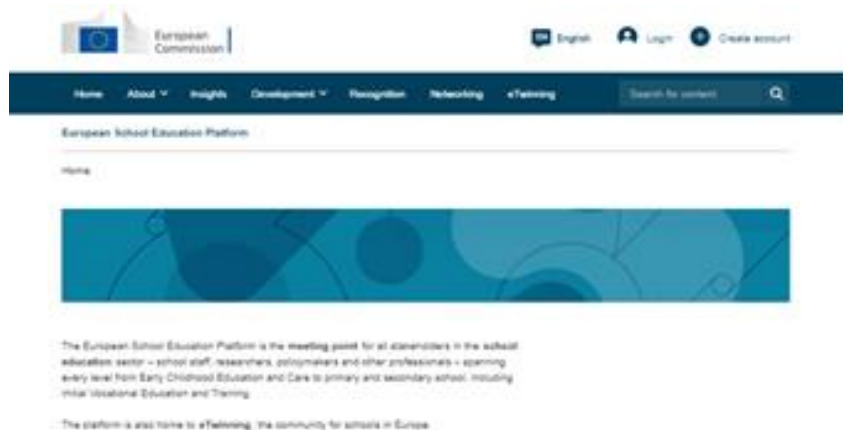 European
Commission
EN English Login Create account
Home About Insights Development Recognition Networking eTwinning Search for content
European School Education Platform
Home
The European School Education Platform is the meeting point for all stakeholders in the school
education sector – school staff, researchers, policymakers and other professionals – spanning
every level from Early Childhood Education and Care to primary and secondary school, including
Initial Vocational Education and Training.
The platform is also home to eTwinning, the community for schools in Europe.